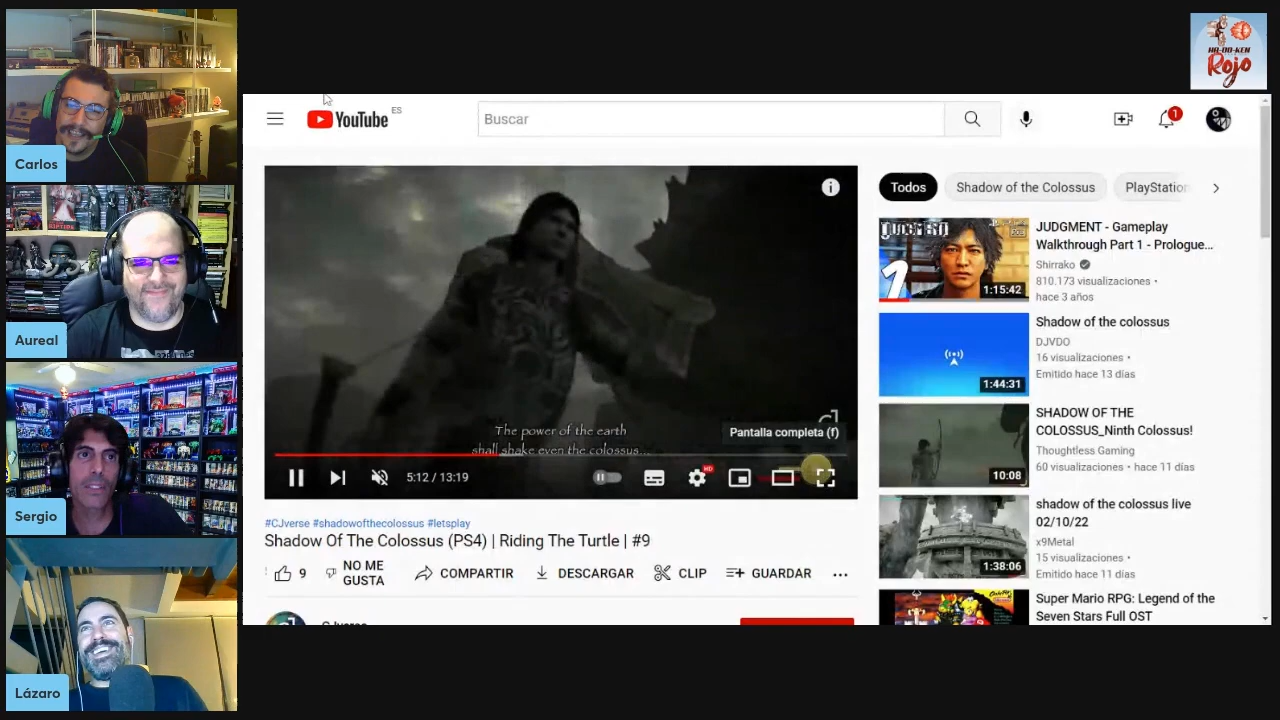 Carlos
Aureal
Sergio
Lázaro
HA-DO-KEN
Rojo
YouTube
ES
Buscar
1
The power of the earth
shall shake even the colossus...
Pantalla completa (f)
5:12 / 13:19
HD
#CJverse #shadowofthecolossus #letsplay
Shadow Of The Colossus (PS4) | Riding The Turtle | #9
9
NO ME
GUSTA
COMPARTIR
DESCARGAR
CLIP
GUARDAR
Todos
Shadow of the Colossus
PlayStation
JUDGMENT
1
1:15:42
JUDGMENT - Gameplay
Walkthrough Part 1 - Prologue...
Shirrako
810.173 visualizaciones •
hace 3 años
1:44:31
Shadow of the colossus
DJVDO
16 visualizaciones •
Emitido hace 13 días
10:08
SHADOW OF THE
COLOSSUS_Ninth Colossus!
Thoughtless Gaming
60 visualizaciones • hace 11 días
1:38:06
shadow of the colossus live
02/10/22
x9Metal
15 visualizaciones •
Emitido hace 11 días
Super Mario RPG: Legend of the
Seven Stars Full OST